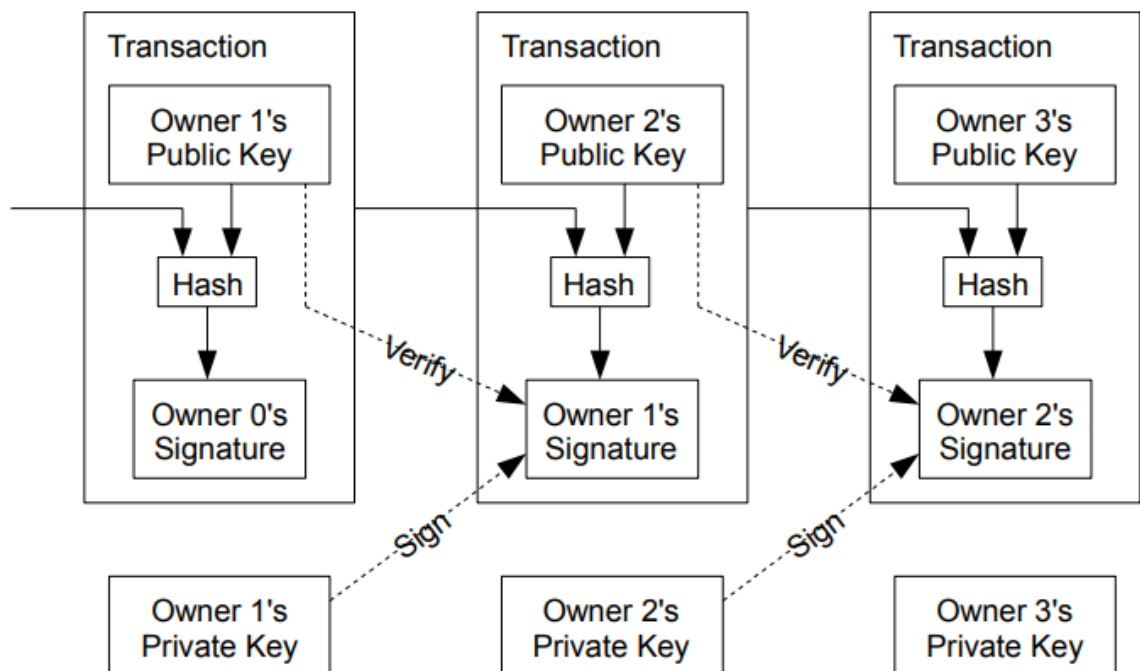 Transaction
Transaction
Transaction
Owner 1's
Public Key
Owner 2's
Public Key
Owner 3's
Public Key
Hash
Hash
Hash
Verify
Verify
Owner 0's
Signature
Owner 1's
Signature
Owner 2's
Signature
Sign
Sign
Owner 1's
Private Key
Owner 2's
Private Key
Owner 3's
Private Key